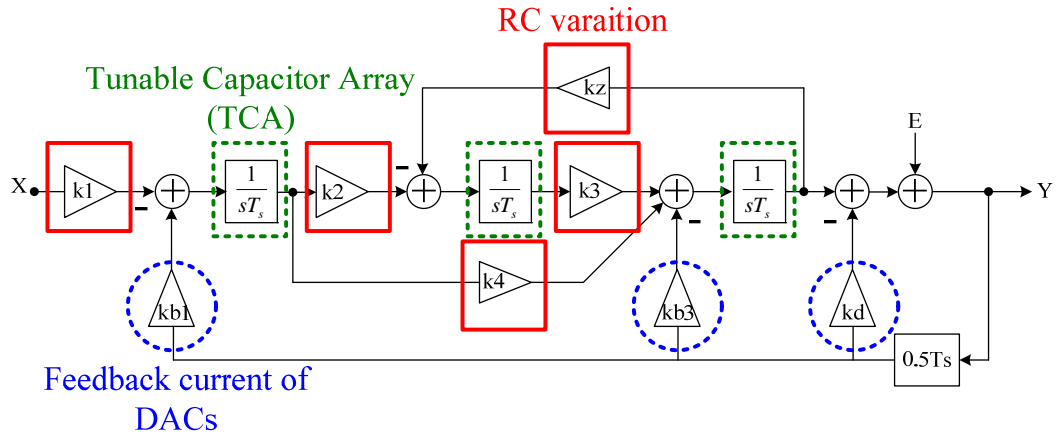 RC varaition
Tunable Capacitor Array
(TCA)
kz
E
X
k1
1
sTs
k2
1
sTs
k3
1
sTs
Y
k4
kb1
kb3
kd
0.5Ts
Feedback current of
DACs